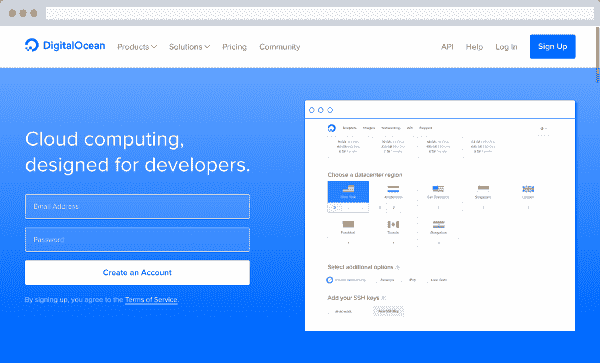 DigitalOcean
Products Solutions Pricing Community
API Help Log In Sign Up
Cloud computing,
designed for developers.
Email Address
Password
Create an Account
By signing up, you agree to the Terms of Service.
Droplets Images Networking API Support
Choose a datacenter region
New York Amsterdam San Francisco Singapore London
Frankfurt Toronto Bangalore
Select additional options
Private Networking Backups IPv6 User Data
Add your SSH keys